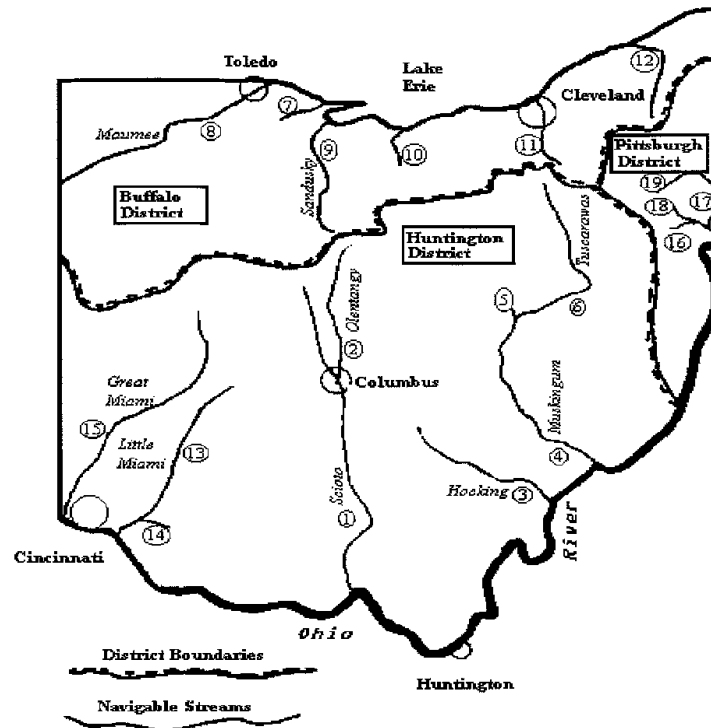 Toledo
Lake
Erie
12
Cleveland
7
Maumee
8
9
10
11
Pittsburgh
District
Sandusky
19
18
17
Buffalo
District
Huntington
District
Tuscarawas
16
Olentangy
5
6
2
Columbus
Great
Miami
Muskingum
15
Little
Miami
13
4
Hocking
3
Scioto
1
14
River
Cincinnati
Ohio
District Boundaries
Huntington
Navigable Streams